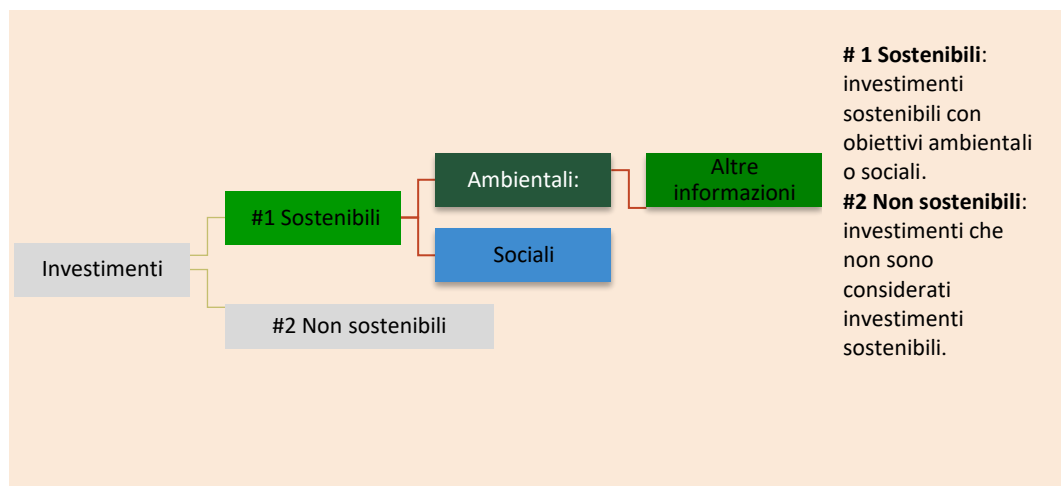 Investimenti
#1 Sostenibili
#2 Non sostenibili
Ambientali:
Sociali
Altre
informazioni
# 1 Sostenibili:
investimenti
sostenibili con
obiettivi ambientali
o sociali.
#2 Non sostenibili:
investimenti che
non sono
considerati
investimenti
sostenibili.